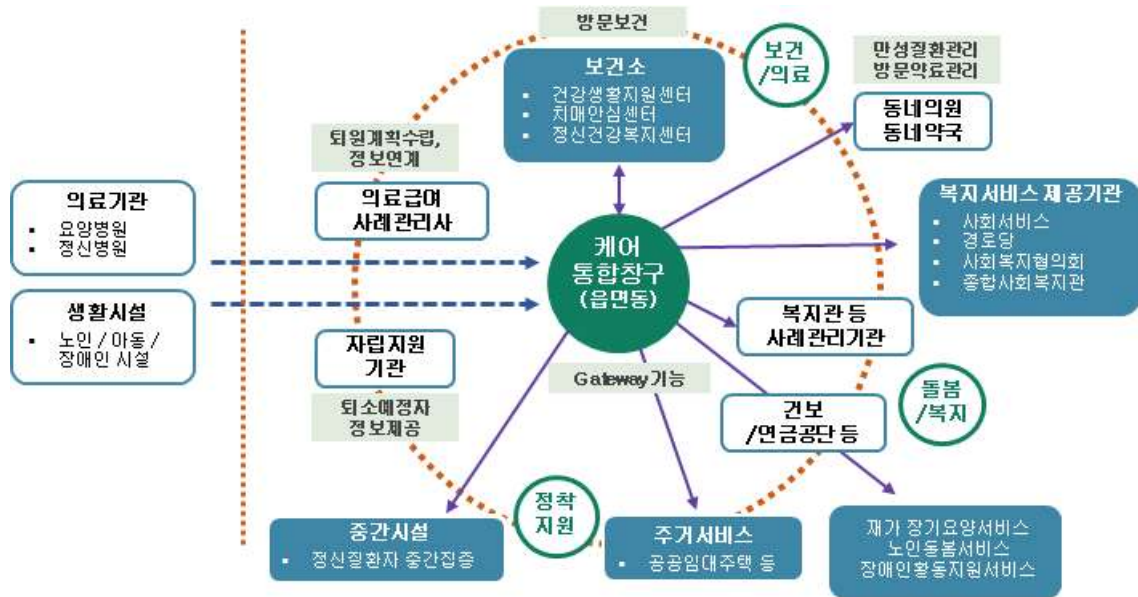 방문보건
보건소
▪ 건강생활지원센터
▪ 치매안심센터
▪ 정신건강복지센터
보건
/의료
만성질환관리
방문약료관리
동네의원
동네약국
퇴원계획수립,
정보연계
의료급여
사례관리사
의료기관
▪ 요양병원
▪ 정신병원
생활시설
▪ 노인 / 아동 /
장애인 시설
케어
통합창구
(읍면동)
복지서비스 제공기관
▪ 사회서비스
▪ 경로당
▪ 사회복지협의회
▪ 종합사회복지관
자립지원
기관
퇴소예정자
정보제공
Gateway 기능
복지관 등
사례관리기관
건보
/연금공단 등
돌봄
/복지
정착
지원
중간시설
▪ 정신질환자 중간집증
주거서비스
▪ 공공임대주택 등
재가 장기요양서비스
노인돌봄서비스
장애인활동지원서비스